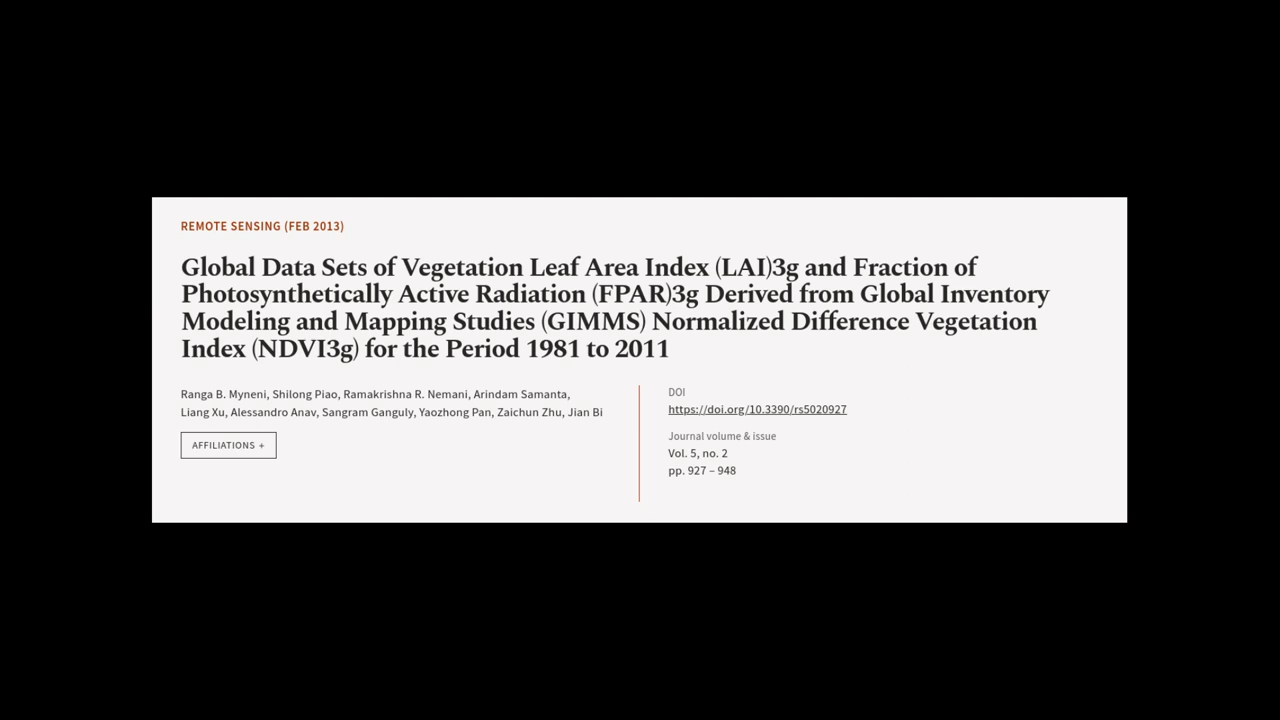 REMOTE SENSING (FEB 2013)
Global Data Sets of Vegetation Leaf Area Index (LAI)3g and Fraction of
Photosynthetically Active Radiation (FPAR)3g Derived from Global Inventory
Modeling and Mapping Studies (GIMMS) Normalized Difference Vegetation
Index (NDVI3g) for the Period 1981 to 2011
Ranga B. Myneni, Shilong Piao, Ramakrishna R. Nemani, Arindam Samanta,
Liang Xu, Alessandro Anav, Sangram Ganguly, Yaozhong Pan, Zaichun Zhu, Jian Bi
AFFILIATIONS +
DOI
https://doi.org/10.3390/rs5020927
Journal volume & issue
Vol. 5, no. 2
pp. 927 – 948